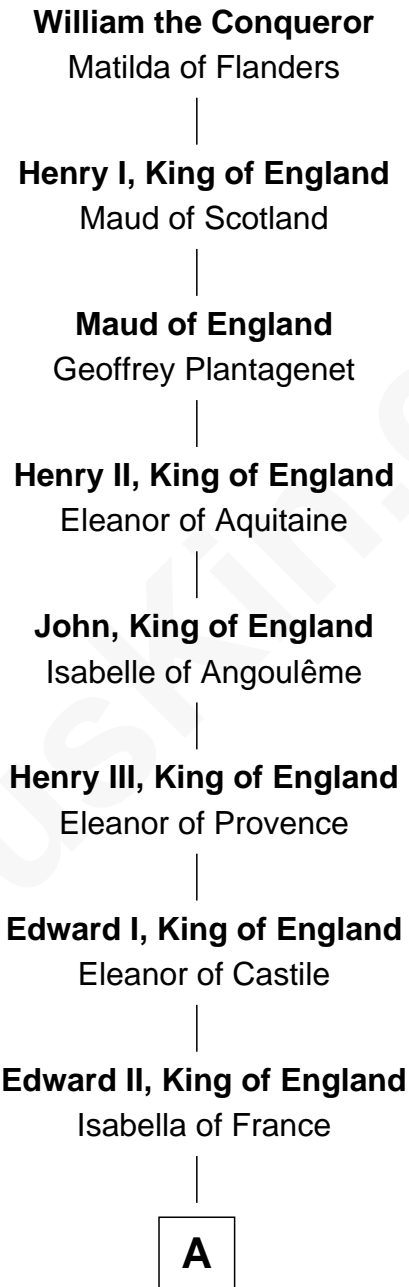 William the Conqueror
Matilda of Flanders
Henry I, King of England
Maud of Scotland
Maud of England
Geoffrey Plantagenet
Henry II, King of England
Eleanor of Aquitaine
John, King of England
Isabelle of Angoulême
Henry III, King of England
Eleanor of Provence
Edward I, King of England
Eleanor of Castile
Edward II, King of England
Isabella of France
A